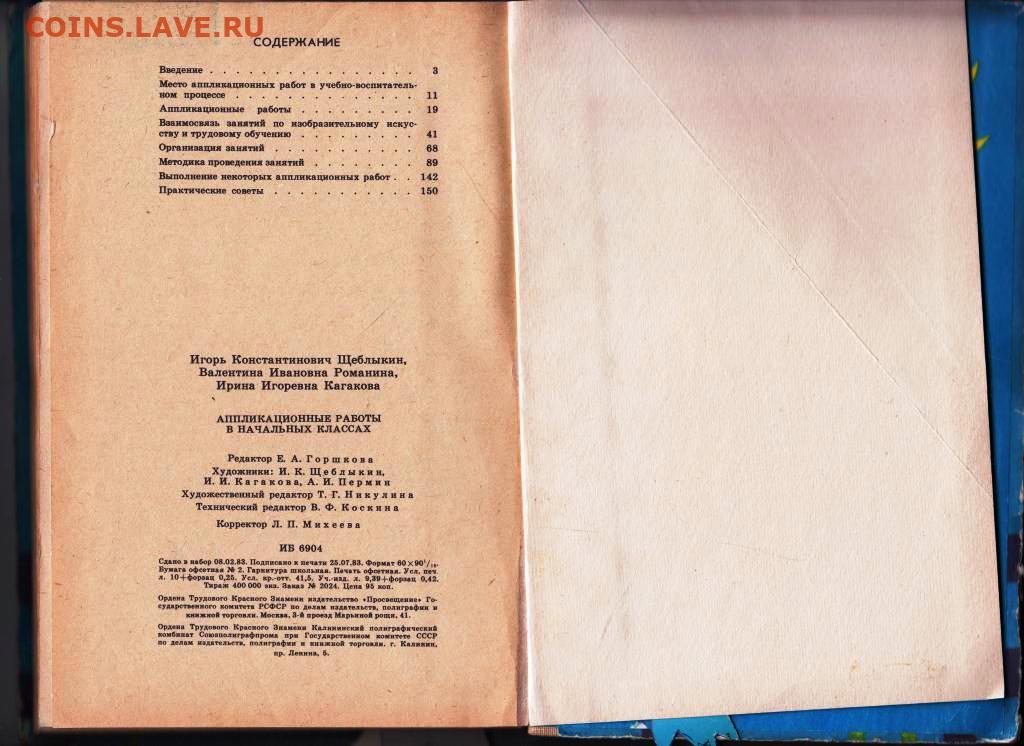 COINS.LAVE.RU
СОДЕРЖАНИЕ
Введение . . . . . . . . . . . . . . . . 3
Место аппликационных работ в учебно-воспитатель-
ном процессе . . . . . . . . . . . . . . 11
Аппликационные работы . . . . . . . . . 19
Взаимосвязь занятий по изобразительному искус-
ству и трудовому обучению . . . . . . . . . 41
Организация занятий . . . . . . . . . . . 68
Методика проведения занятий . . . . . . . . 89
Выполнение некоторых аппликационных работ . . 142
Практические советы . . . . . . . . . . . 150
Игорь Константинович Щеблыкин,
Валентина Ивановна Романина,
Ирина Игоревна Кагакова
АППЛИКАЦИОННЫЕ РАБОТЫ
В НАЧАЛЬНЫХ КЛАССАХ
Редактор Е. А. Горшкова
Художники: И. К. Щеблыкин,
И. И. Кагакова, А. И. Пермин
Художественный редактор Т. Г. Никулина
Технический редактор В. Ф. Коскина
Корректор Л. П. Михеева
ИБ 6904
Сдано в набор 08.02.83. Подписано к печати 25.07.83. Формат 60×90¹/₁₆.
Бумага офсетная № 2. Гарнитура школьная. Печать офсетная. Усл. печ.
л. 10+форзац 0,25. Усл. кр.-отт. 41,5. Уч.-изд. л. 9,39+форзац 0,42.
Тираж 400 000 экз. Заказ № 2024. Цена 95 коп.
Ордена Трудового Красного Знамени издательство «Просвещение» Го-
сударственного комитета РСФСР по делам издательств, полиграфии и
книжной торговли. Москва, 3-й проезд Марьиной рощи, 41.
Ордена Трудового Красного Знамени Калининский полиграфический
комбинат Союзполиграфпрома при Государственном комитете СССР
по делам издательств, полиграфии и книжной торговли. г. Калинин,
пр. Ленина, 5.